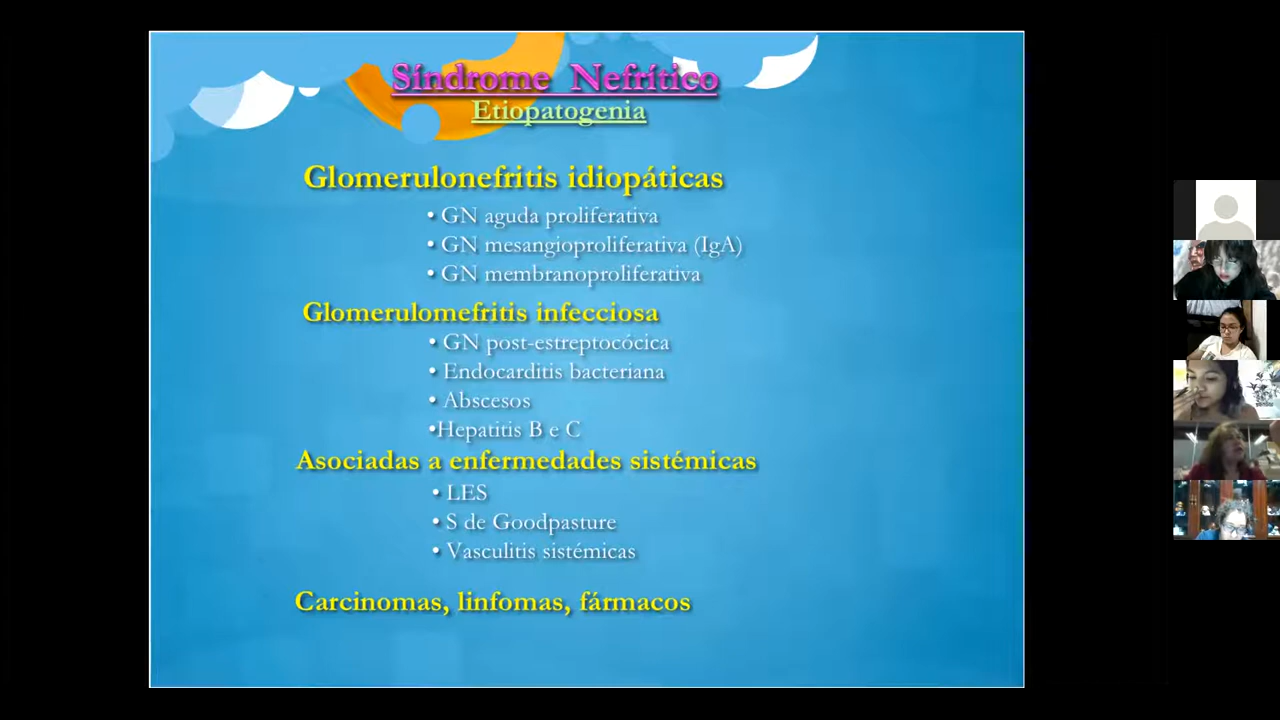 Síndrome Nefrítico
Etiopatogenia
Glomerulonefritis idiopáticas
• GN aguda proliferativa
• GN mesangioproliferativa (IgA)
• GN membranoproliferativa
Glomerulomefritis infecciosa
• GN post-estreptocócica
• Endocarditis bacteriana
• Abscesos
•Hepatitis B e C
Asociadas a enfermedades sistémicas
• LES
• S de Goodpasture
• Vasculitis sistémicas
Carcinomas, linfomas, fármacos